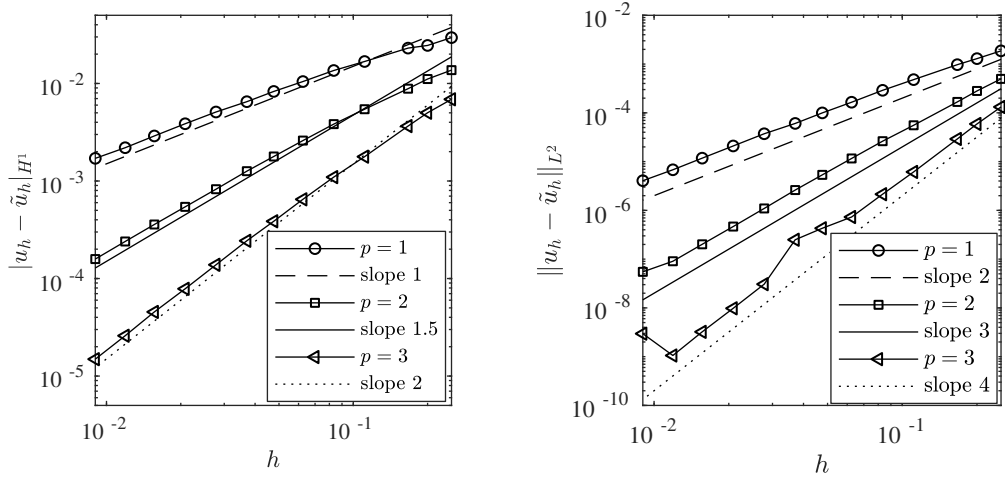 |u_h − ũ_h|_{H^1}
10^{-2}
10^{-3}
10^{-4}
10^{-5}
10^{-2}
10^{-1}
h
p = 1
slope 1
p = 2
slope 1.5
p = 3
slope 2
||u_h − ũ_h||_{L^2}
10^{-2}
10^{-4}
10^{-6}
10^{-8}
10^{-10}
10^{-2}
10^{-1}
h
p = 1
slope 2
p = 2
slope 3
p = 3
slope 4